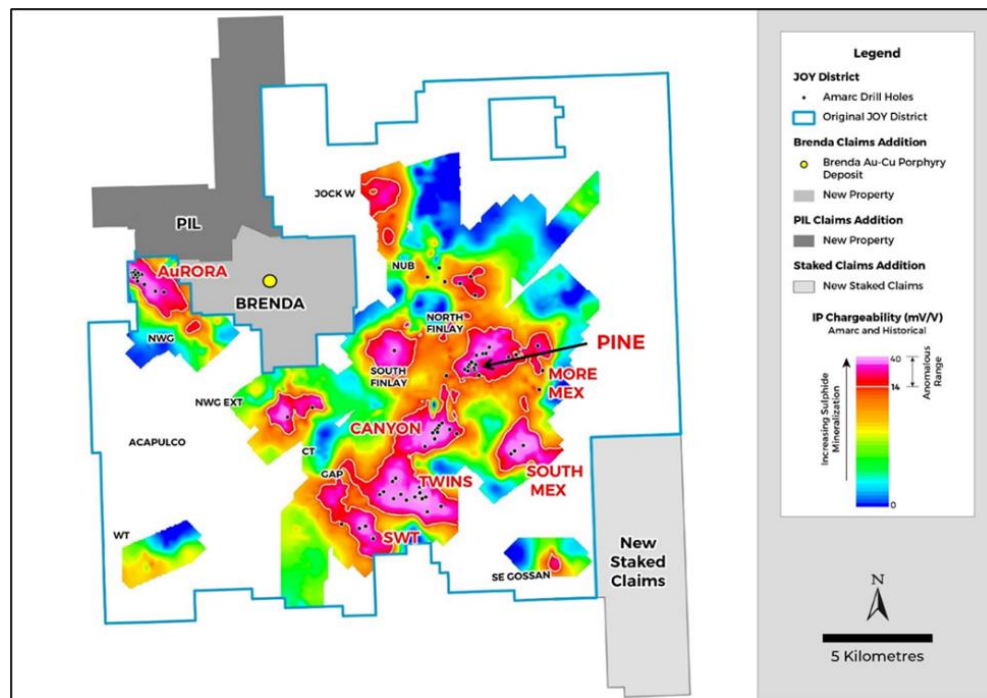 JOCK W
PIL
AuRORA
NUB
BRENDA
NORTH
FINLAY
NWG
PINE
SOUTH
FINLAY
MORE
MEX
NWG EXT
CANYON
ACAPULCO
CT
GAP
TWINS
SOUTH
MEX
WT
SWT
SE GOSSAN
New
Staked
Claims
Legend
JOY District
Amarc Drill Holes
Original JOY District
Brenda Claims Addition
Brenda Au-Cu Porphyry
Deposit
New Property
PIL Claims Addition
New Property
Staked Claims Addition
New Staked Claims
IP Chargeability (mV/V)
Amarc and Historical
Increasing Sulphide
Mineralization
40
14
0
Anomalous
Range
N
5 Kilometres